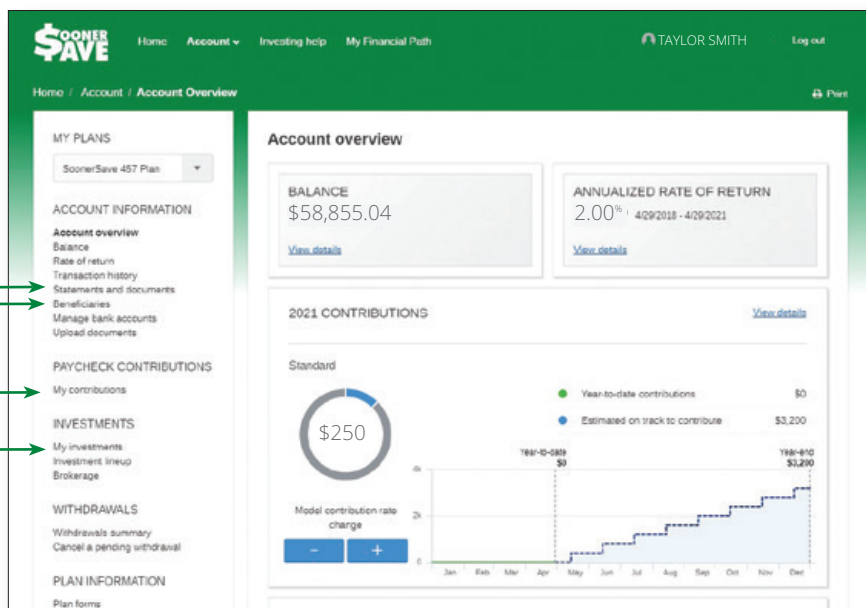 $OONER
SAVE
Home Account Investing help My Financial Path
TAYLOR SMITH
Log out
Home / Account / Account Overview
Print
MY PLANS
SoonerSave 457 Plan
ACCOUNT INFORMATION
Account overview
Balance
Rate of return
Transaction history
Statements and documents
Beneficiaries
Manage bank accounts
Upload documents
PAYCHECK CONTRIBUTIONS
My contributions
INVESTMENTS
My investments
Investment lineup
Brokerage
WITHDRAWALS
Withdrawals summary
Cancel a pending withdrawal
PLAN INFORMATION
Plan forms
Account overview
BALANCE
$58,855.04
View details
ANNUALIZED RATE OF RETURN
2.00% 4/29/2018 - 4/29/2021
View details
2021 CONTRIBUTIONS
View details
Standard
$250
Model contribution rate
change
- +
Year-to-date contributions $0
Estimated on track to contribute $3,200
Year-to-date
$0
Year-end
$3,200
4k
2k
0
Jan Feb Mar Apr May Jun Jul Aug Sep Oct Nov Dec